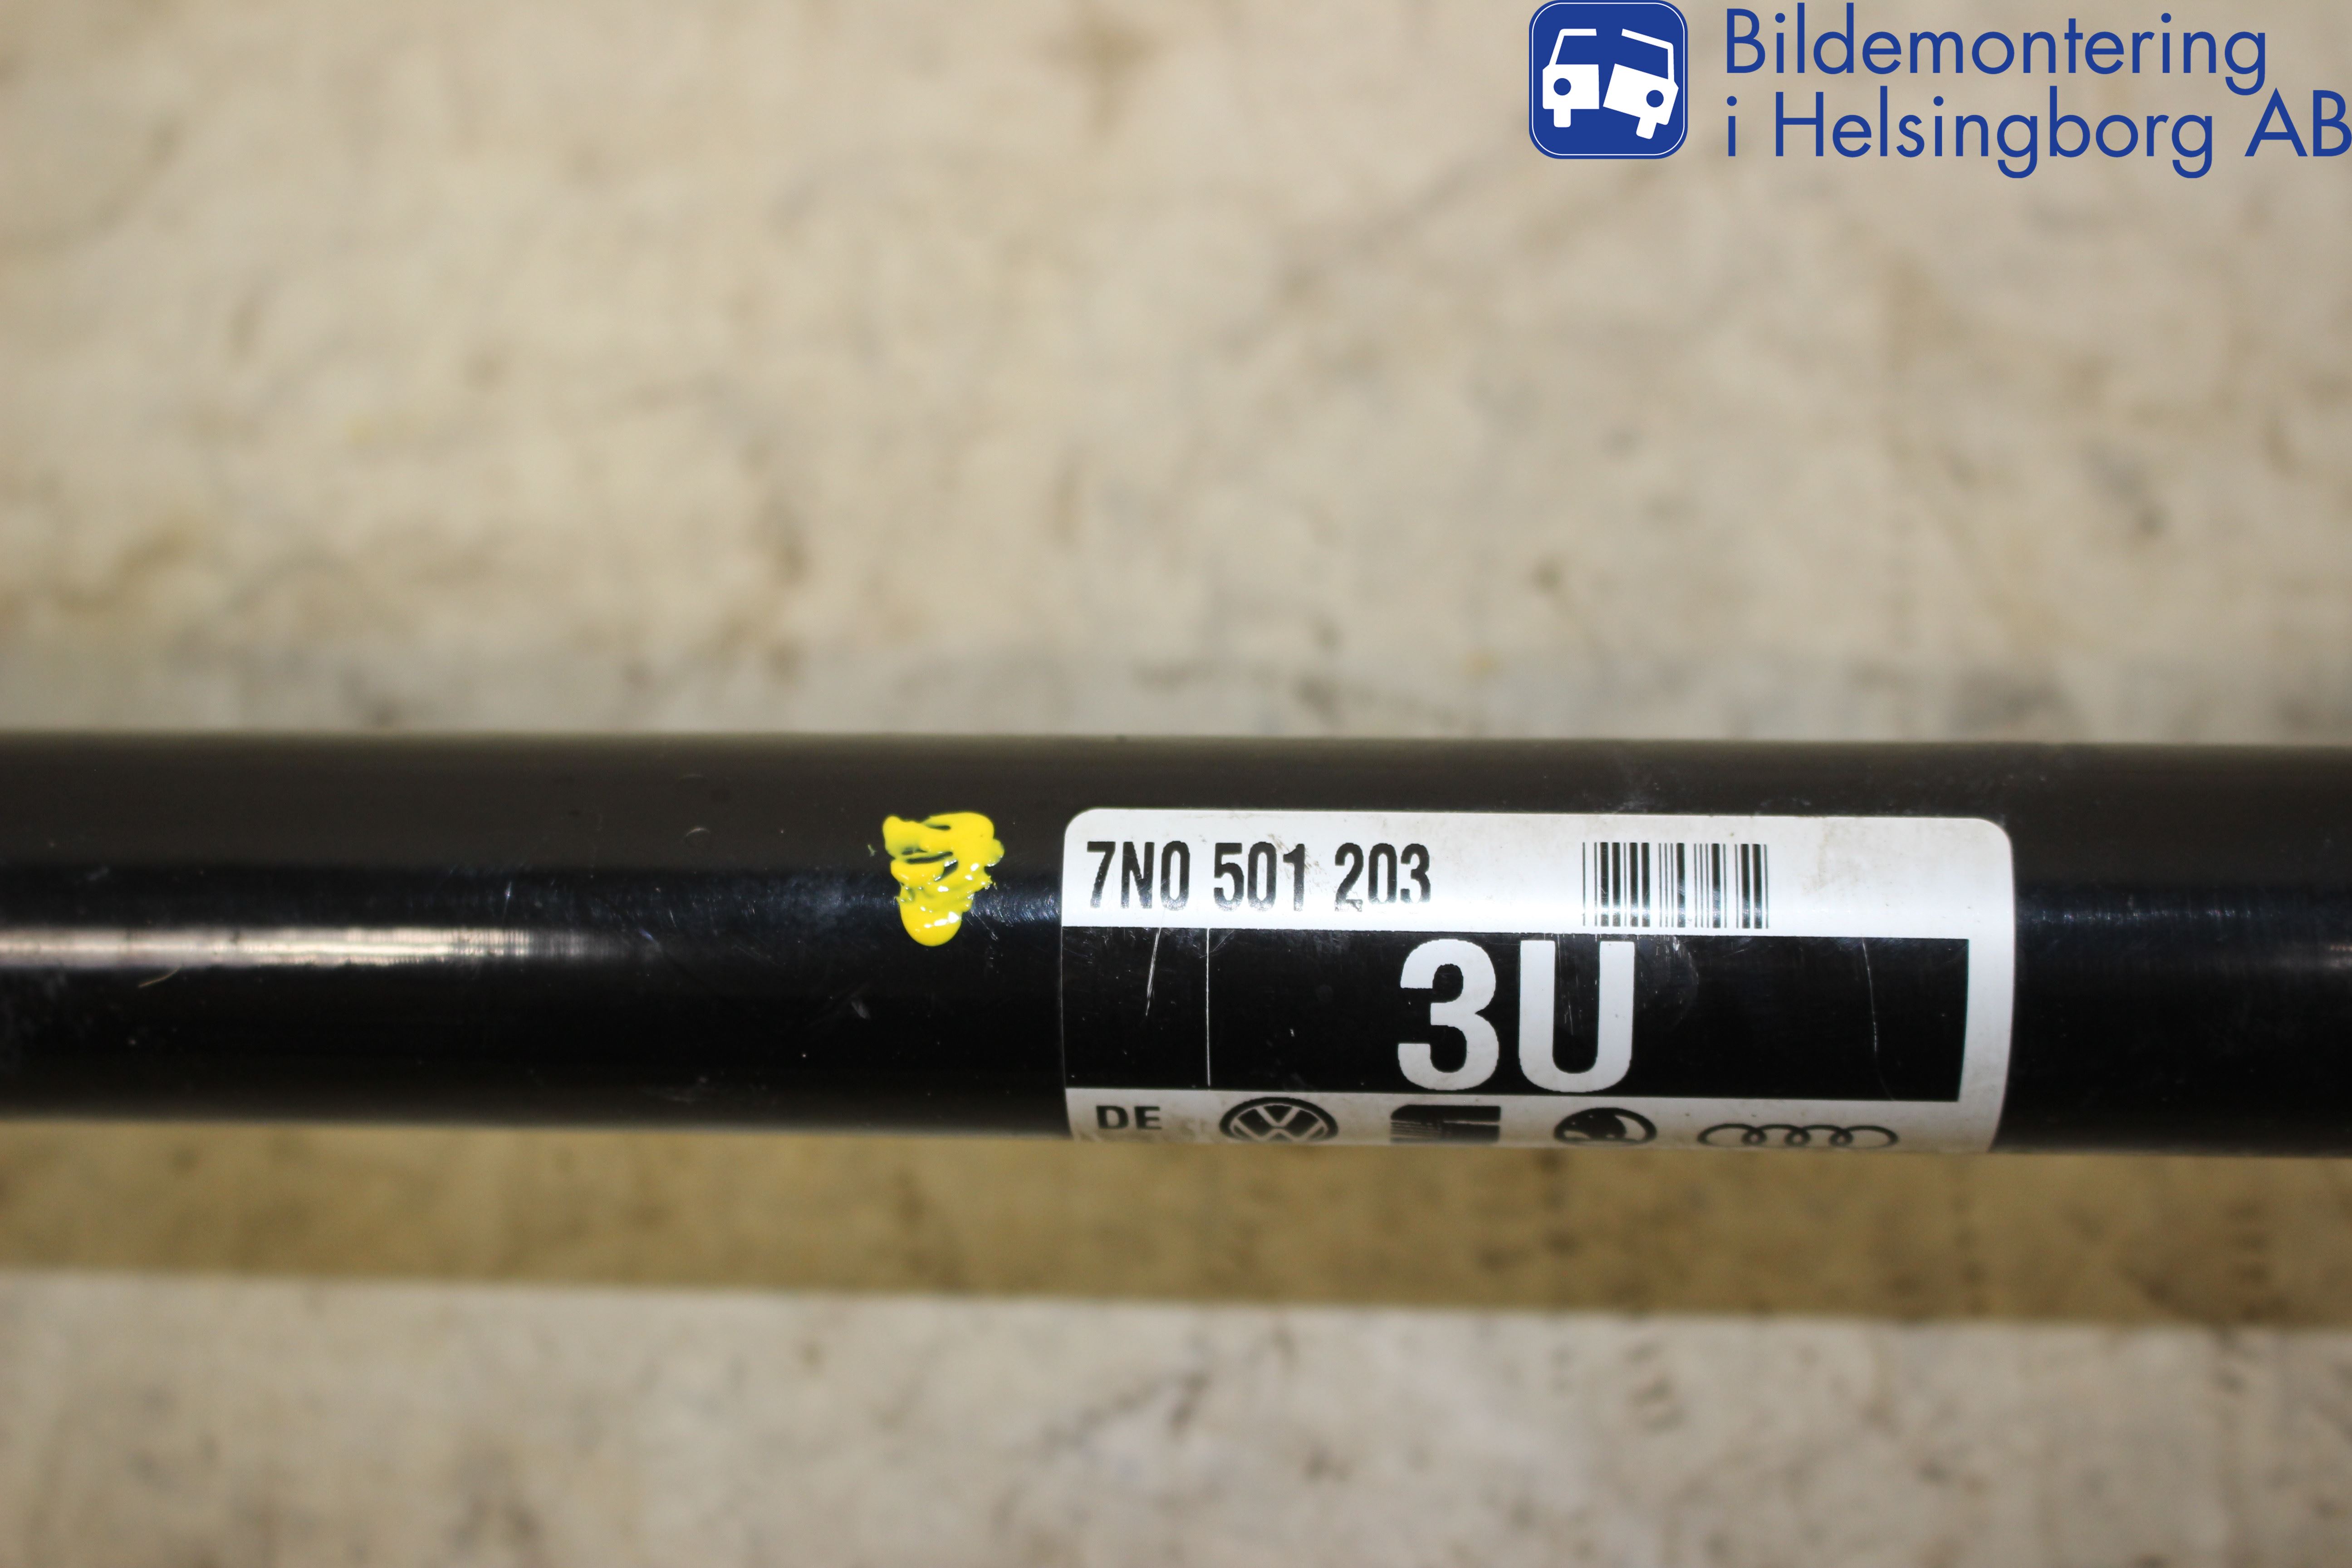 Bildemontering
i Helsingborg AB
7N0 501 203
3U
DE